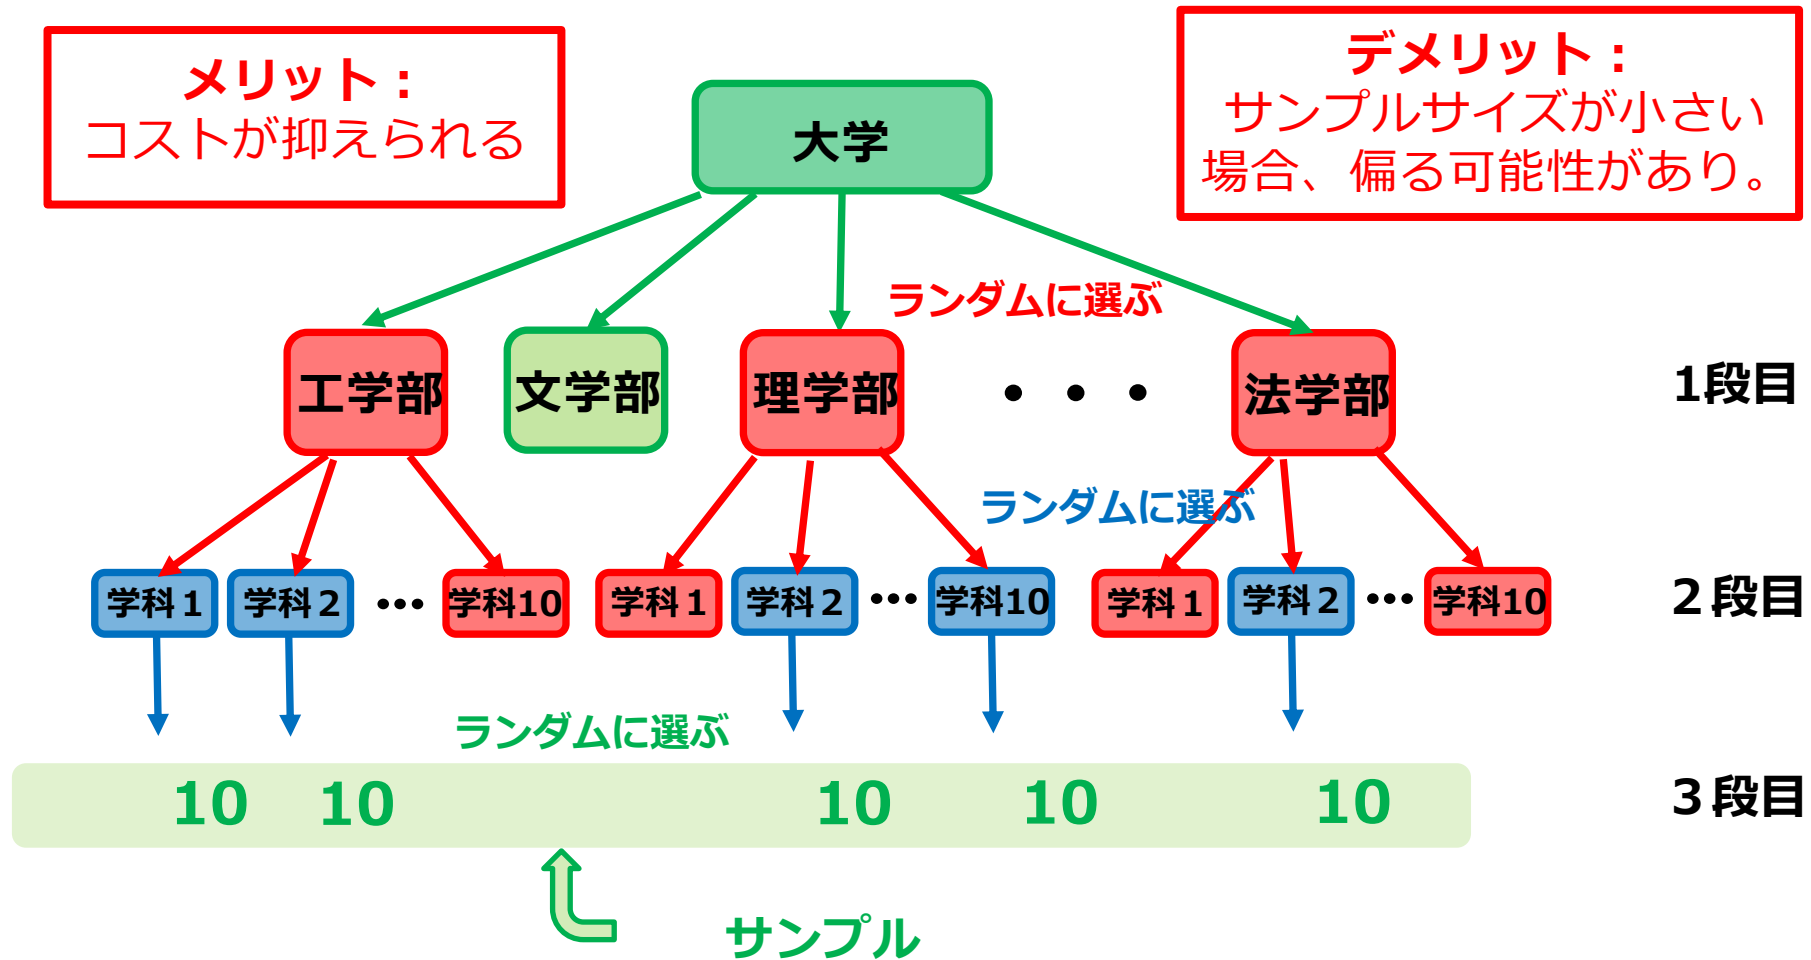 メリット：
コストが抑えられる
デメリット：
サンプルサイズが小さい
場合、偏る可能性があり。
大学
ランダムに選ぶ
工学部
文学部
理学部
・・・
法学部
1段目
ランダムに選ぶ
学科１
学科２
…
学科10
学科１
学科２
…
学科10
学科１
学科２
…
学科10
２段目
ランダムに選ぶ
10
10
10
10
10
３段目
サンプル